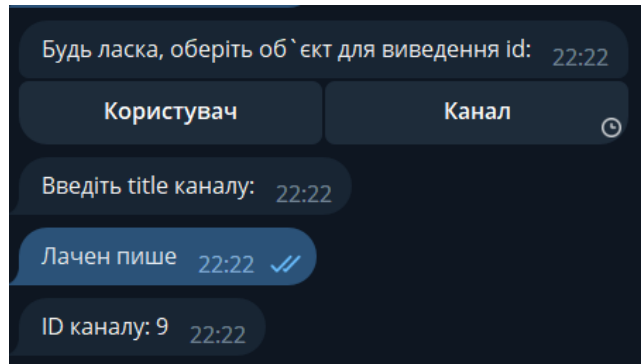 Будь ласка, оберіть об`єкт для виведення id: 22:22
Користувач Канал
Введіть title каналу: 22:22
Лачен пише 22:22
ID каналу: 9 22:22